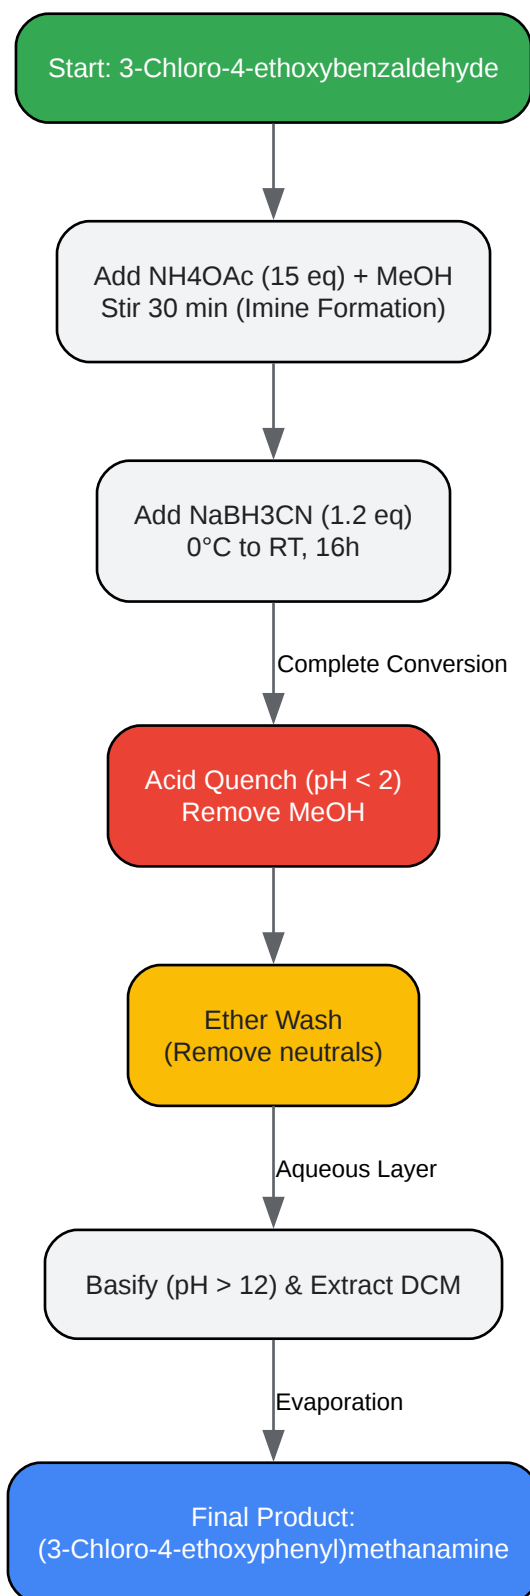 Start: 3-Chloro-4-ethoxybenzaldehyde
Add NH4OAc (15 eq) + MeOH
Stir 30 min (Imine Formation)
Add NaBH3CN (1.2 eq)
0°C to RT, 16h
Complete Conversion
Acid Quench (pH < 2)
Remove MeOH
Ether Wash
(Remove neutrals)
Aqueous Layer
Basify (pH > 12) & Extract DCM
Evaporation
Final Product:
(3-Chloro-4-ethoxyphenyl)methanamine